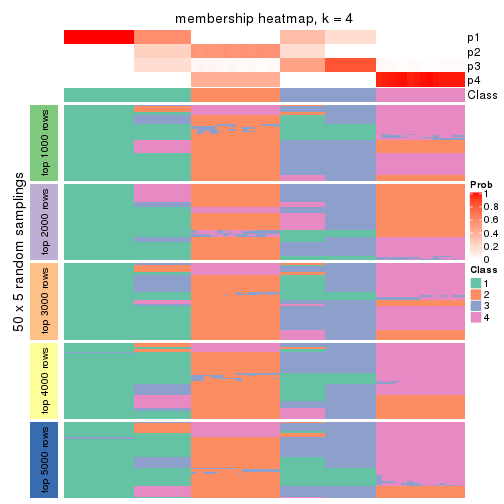 membership heatmap, k = 4
p1
p2
p3
p4
Class
50 x 5 random samplings
top 1000 rows
top 2000 rows
top 3000 rows
top 4000 rows
top 5000 rows
Prob
1
0.8
0.6
0.4
0.2
0
Class
1
2
3
4